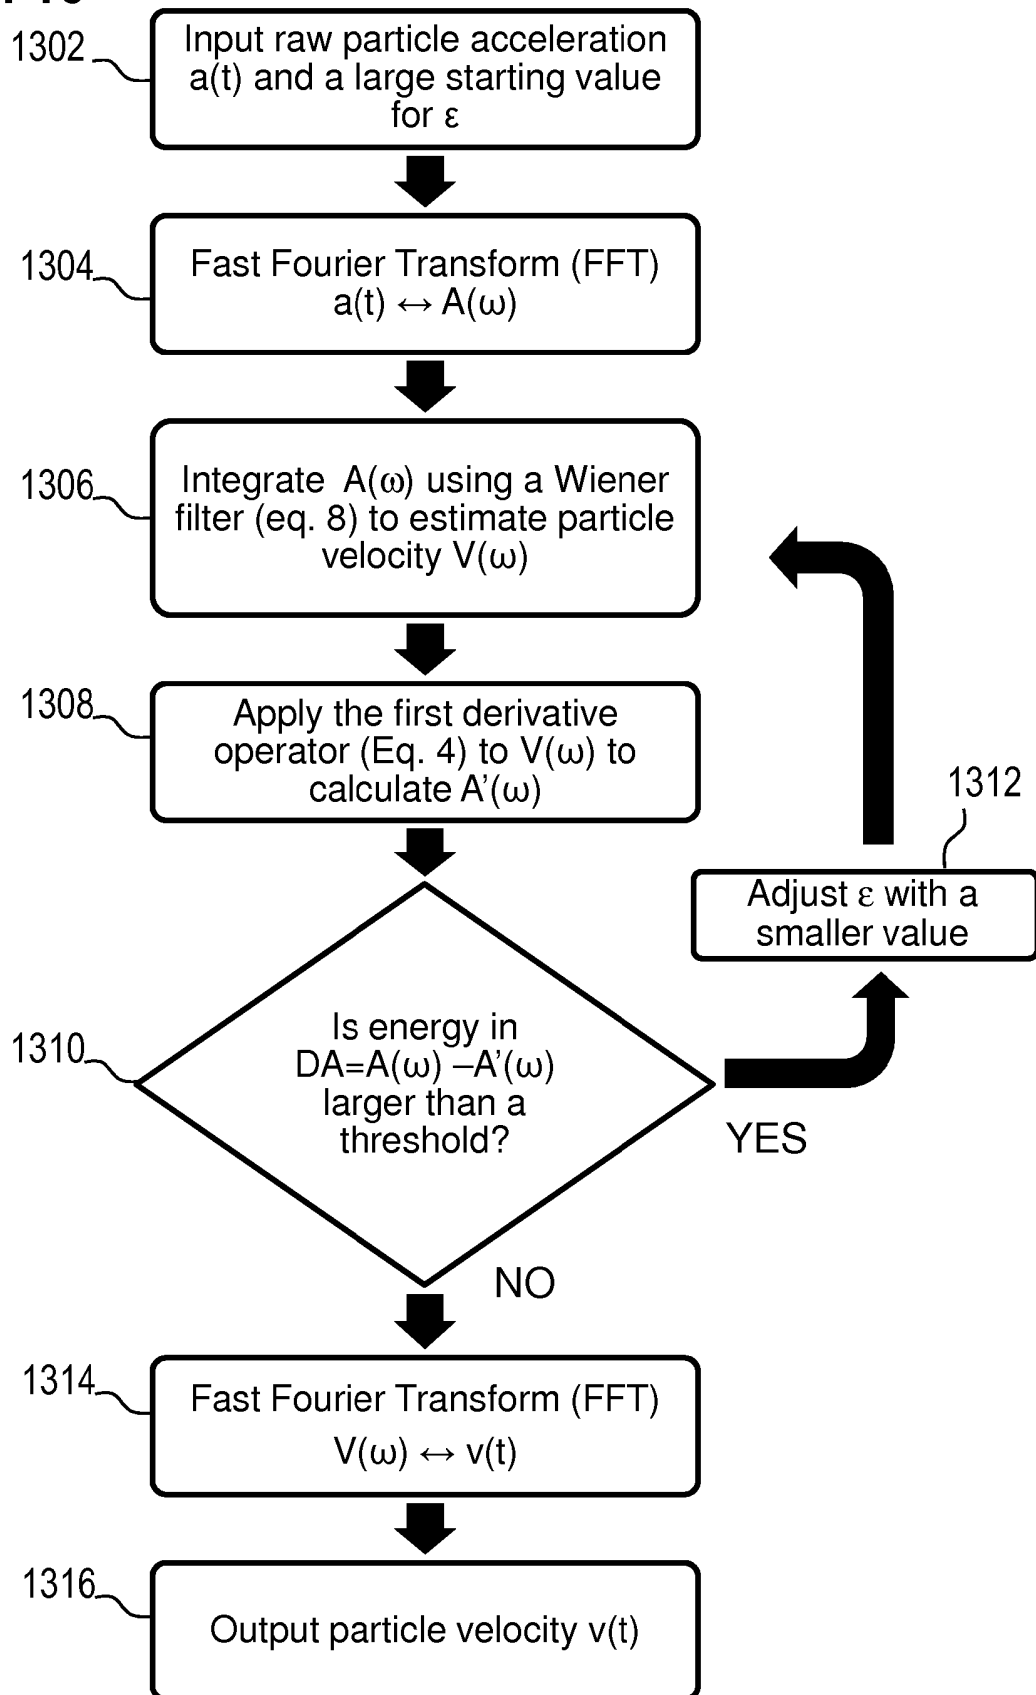 1302
Input raw particle acceleration
a(t) and a large starting value
for ε
1304
Fast Fourier Transform (FFT)
a(t) ↔ A(ω)
1306
Integrate A(ω) using a Wiener
filter (eq. 8) to estimate particle
velocity V(ω)
1308
Apply the first derivative
operator (Eq. 4) to V(ω) to
calculate A’(ω)
1312
Adjust ε with a
smaller value
1310
Is energy in
DA=A(ω) –A’(ω)
larger than a
threshold?
YES
NO
1314
Fast Fourier Transform (FFT)
V(ω) ↔ v(t)
1316
Output particle velocity v(t)